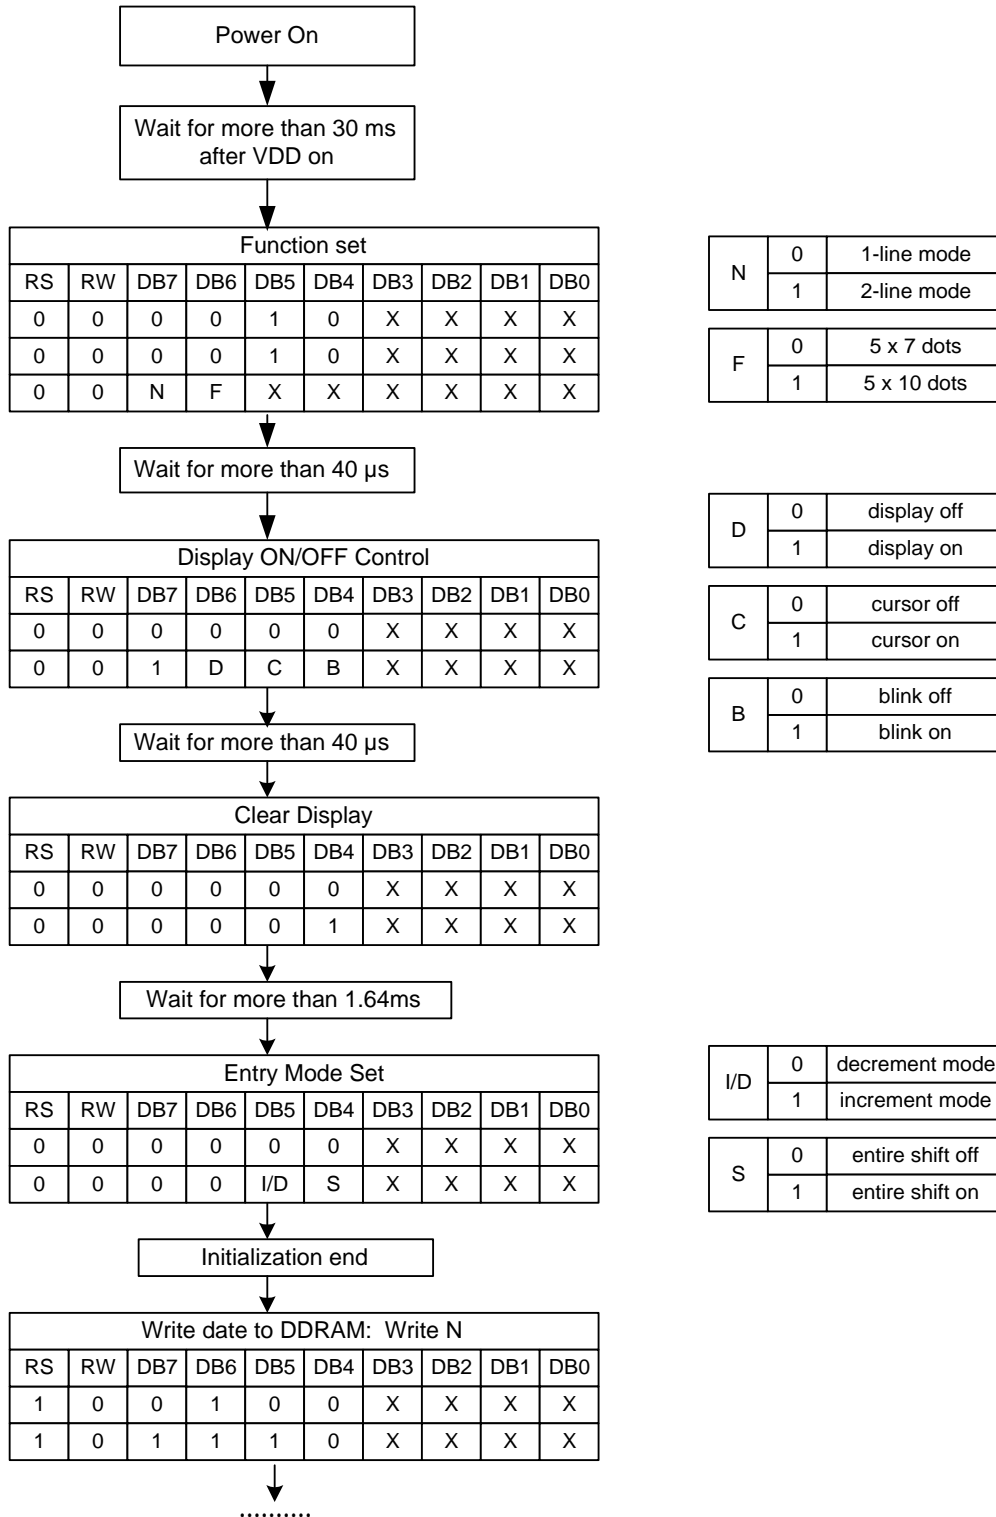 Power On
Wait for more than 30 ms
after VDD on
Function set
RS RW DB7 DB6 DB5 DB4 DB3 DB2 DB1 DB0
0 0 0 0 1 0 X X X X
0 0 0 0 1 0 X X X X
0 0 N F X X X X X X
N 0 1-line mode
1 2-line mode
F 0 5 x 7 dots
1 5 x 10 dots
Wait for more than 40 µs
Display ON/OFF Control
RS RW DB7 DB6 DB5 DB4 DB3 DB2 DB1 DB0
0 0 0 0 0 0 X X X X
0 0 1 D C B X X X X
D 0 display off
1 display on
C 0 cursor off
1 cursor on
B 0 blink off
1 blink on
Wait for more than 40 µs
Clear Display
RS RW DB7 DB6 DB5 DB4 DB3 DB2 DB1 DB0
0 0 0 0 0 0 X X X X
0 0 0 0 0 1 X X X X
Wait for more than 1.64ms
Entry Mode Set
RS RW DB7 DB6 DB5 DB4 DB3 DB2 DB1 DB0
0 0 0 0 0 0 X X X X
0 0 0 0 I/D S X X X X
I/D 0 decrement mode
1 increment mode
S 0 entire shift off
1 entire shift on
Initialization end
Write date to DDRAM: Write N
RS RW DB7 DB6 DB5 DB4 DB3 DB2 DB1 DB0
1 0 0 1 0 0 X X X X
1 0 1 1 1 0 X X X X
..........